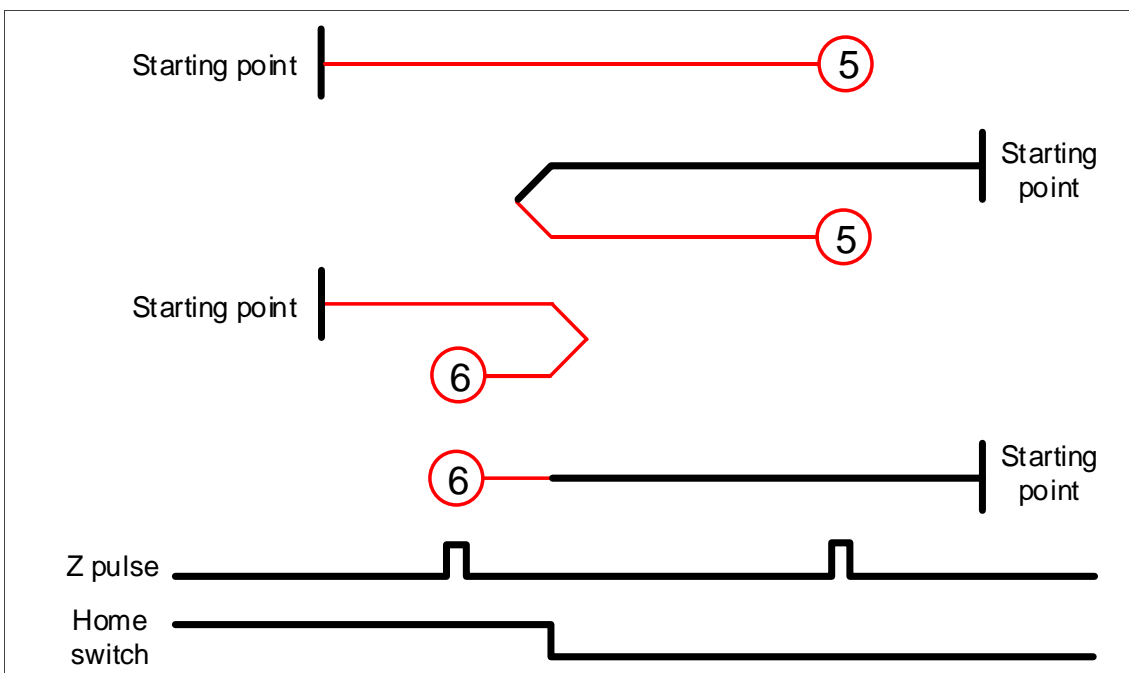 Starting point
5
Starting
point
5
Starting point
6
6
Starting
point
Z pulse
Home
switch